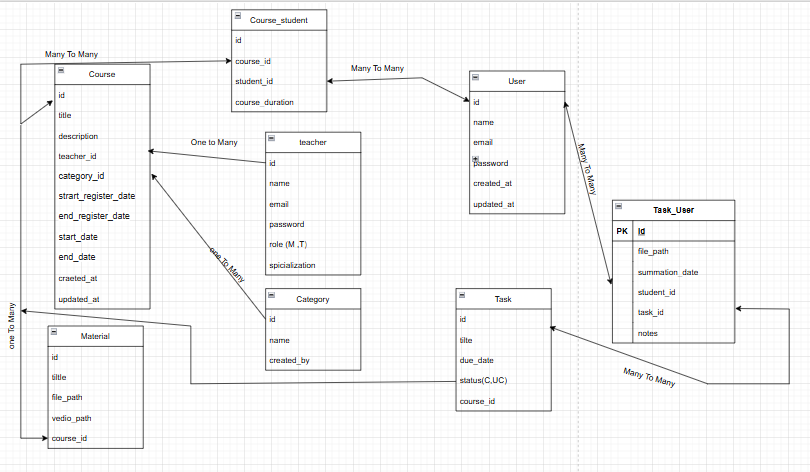 Course_student
id
course_id
student_id
course_duration
Many To Many
Course
id
title
description
teacher_id
category_id
strart_register_date
end_register_date
start_date
end_date
craeted_at
updated_at
Many To Many
User
id
name
email
password
created_at
updated_at
One to Many
teacher
id
name
email
password
role (M ,T)
spicialization
Many To Many
Task_User
PK
Id
file_path
summation_date
student_id
task_id
notes
one To Many
Category
id
name
created_by
Task
id
tilte
due_date
status(C,UC)
course_id
Many To Many
one To Many
Material
id
tiltle
file_path
vedio_path
course_id